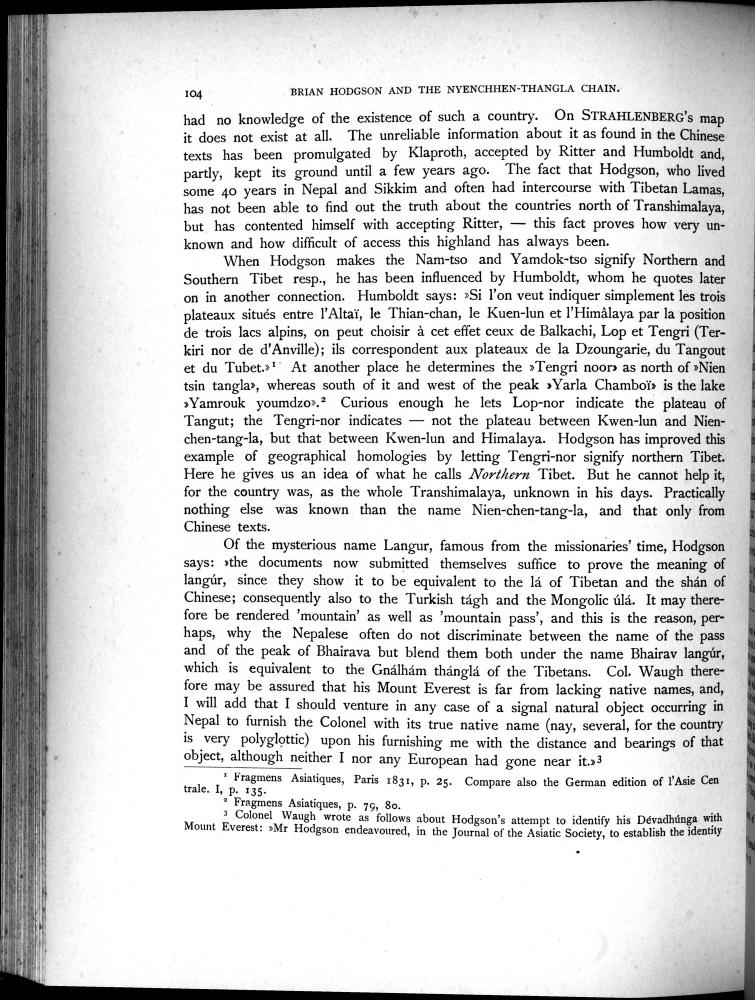 104 BRIAN HODGSON AND THE NYENCHHEN-THANGLA CHAIN.
had no knowledge of the existence of such a country. On STRAHLENBERG's map
it does not exist at all. The unreliable information about it as found in the Chinese
texts has been promulgated by Klaproth, accepted by Ritter and Humboldt and,
partly, kept its ground until a few years ago. The fact that Hodgson, who lived
some 40 years in Nepal and Sikkim and often had intercourse with Tibetan Lamas,
has not been able to find out the truth about the countries north of Transhimalaya,
but has contented himself with accepting Ritter, — this fact proves how very un-
known and how difficult of access this highland has always been.
When Hodgson makes the Nam-tso and Yamdok-tso signify Northern and
Southern Tibet resp., he has been influenced by Humboldt, whom he quotes later
on in another connection. Humboldt says: »Si l'on veut indiquer simplement les trois
plateaux situés entre l'Altaï, le Thian-chan, le Kuen-lun et l'Himâlaya par la position
de trois lacs alpins, on peut choisir à cet effet ceux de Balkachi, Lop et Tengri (Ter-
kiri nor de d'Anville); ils correspondent aux plateaux de la Dzoungarie, du Tangout
et du Tubet.»¹ At another place he determines the »Tengri noor» as north of »Nien
tsin tangla», whereas south of it and west of the peak »Yarla Chamboï» is the lake
»Yamrouk youmdzo».² Curious enough he lets Lop-nor indicate the plateau of
Tangut; the Tengri-nor indicates — not the plateau between Kwen-lun and Nien-
chen-tang-la, but that between Kwen-lun and Himalaya. Hodgson has improved this
example of geographical homologies by letting Tengri-nor signify northern Tibet.
Here he gives us an idea of what he calls Northern Tibet. But he cannot help it,
for the country was, as the whole Transhimalaya, unknown in his days. Practically
nothing else was known than the name Nien-chen-tang-la, and that only from
Chinese texts.
Of the mysterious name Langur, famous from the missionaries' time, Hodgson
says: »the documents now submitted themselves suffice to prove the meaning of
langúr, since they show it to be equivalent to the lá of Tibetan and the shán of
Chinese; consequently also to the Turkish tágh and the Mongolic úlá. It may there-
fore be rendered 'mountain' as well as 'mountain pass', and this is the reason, per-
haps, why the Nepalese often do not discriminate between the name of the pass
and of the peak of Bhairava but blend them both under the name Bhairav langúr,
which is equivalent to the Gnálhám thánglá of the Tibetans. Col. Waugh there-
fore may be assured that his Mount Everest is far from lacking native names, and,
I will add that I should venture in any case of a signal natural object occurring in
Nepal to furnish the Colonel with its true native name (nay, several, for the country
is very polyglottic) upon his furnishing me with the distance and bearings of that
object, although neither I nor any European had gone near it.»³
¹ Fragmens Asiatiques, Paris 1831, p. 25. Compare also the German edition of l'Asie Cen
trale. I, p. 135.
² Fragmens Asiatiques, p. 79, 80.
³ Colonel Waugh wrote as follows about Hodgson's attempt to identify his Dévadhúnga with
Mount Everest: »Mr Hodgson endeavoured, in the Journal of the Asiatic Society, to establish the identity